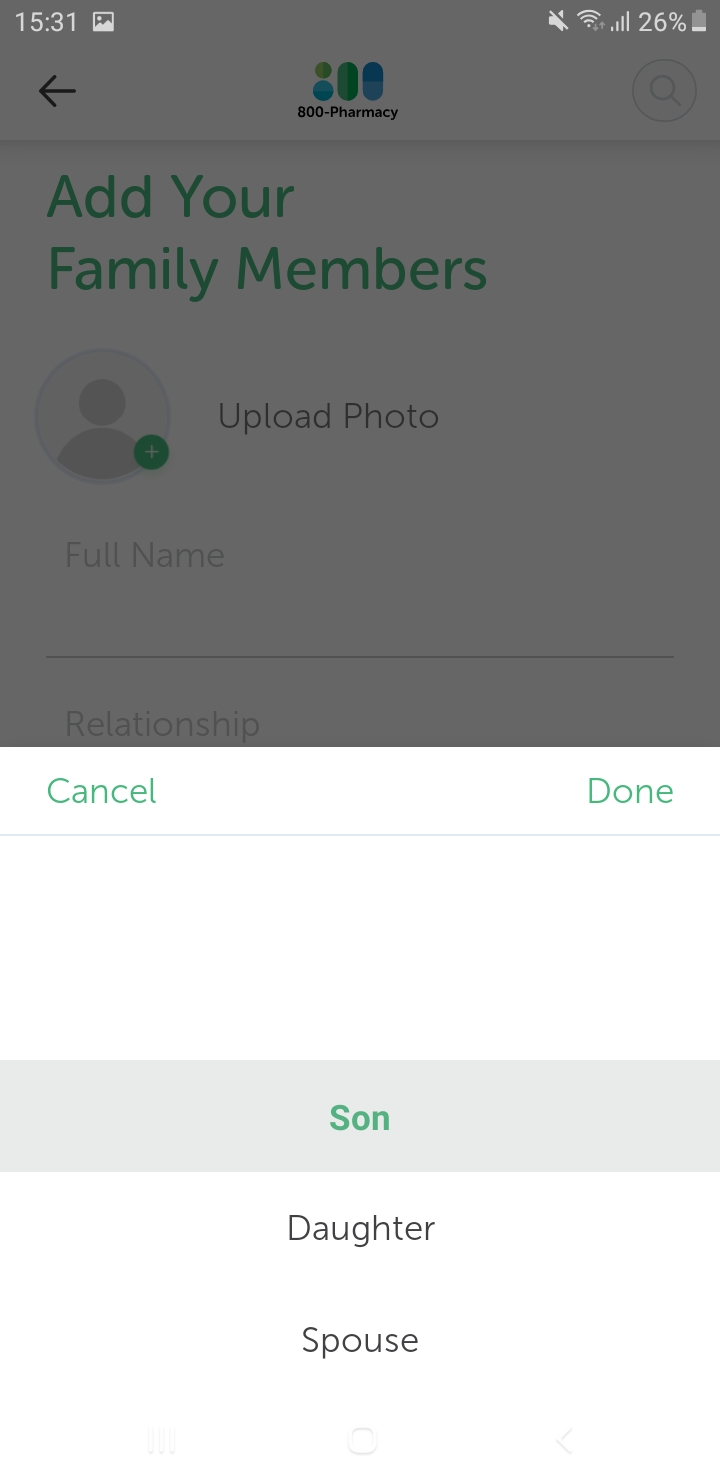 15:31
26%
800-Pharmacy
Add Your
Family Members
Upload Photo
Full Name
Relationship
Cancel
Done
Son
Daughter
Spouse